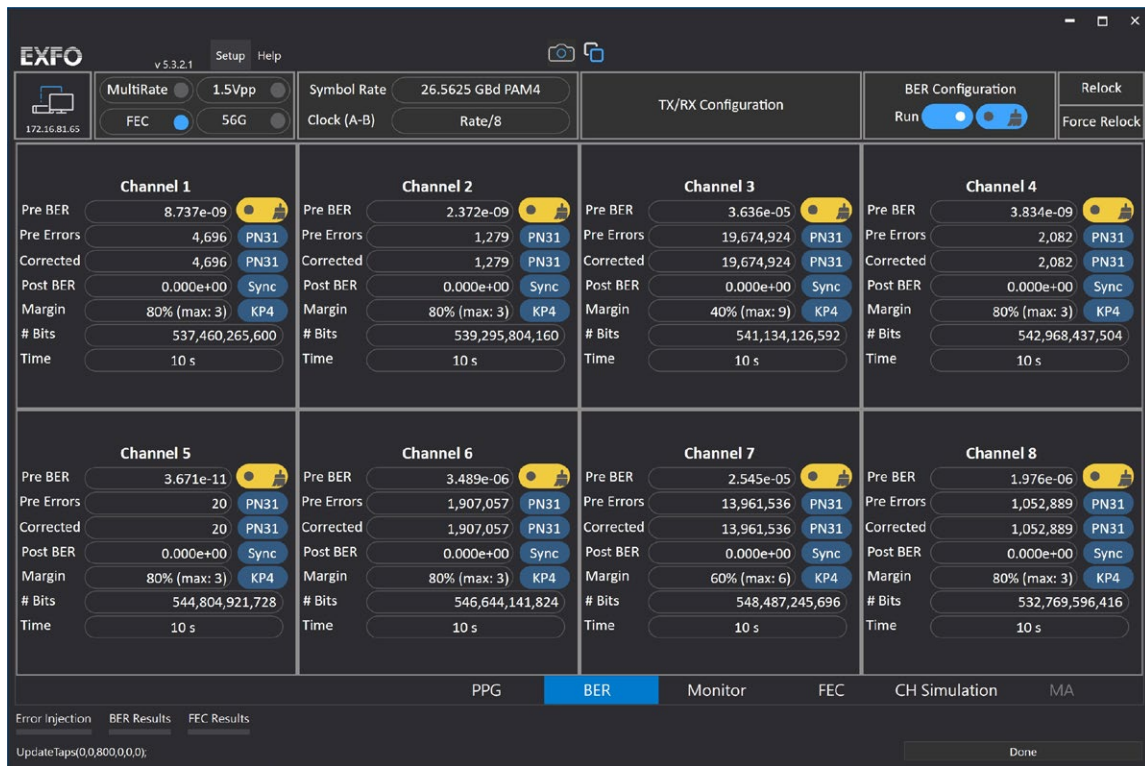 EXFO v 5.3.2.1 Setup Help
172.16.81.65
MultiRate 1.5Vpp
FEC 56G
Symbol Rate 26.5625 GBd PAM4
Clock (A-B) Rate/8
TX/RX Configuration
BER Configuration
Run
Relock
Force Relock
Channel 1
Pre BER 8.737e-09
Pre Errors 4,696 PN31
Corrected 4,696 PN31
Post BER 0.000e+00 Sync
Margin 80% (max: 3) KP4
# Bits 537,460,265,600
Time 10 s
Channel 2
Pre BER 2.372e-09
Pre Errors 1,279 PN31
Corrected 1,279 PN31
Post BER 0.000e+00 Sync
Margin 80% (max: 3) KP4
# Bits 539,295,804,160
Time 10 s
Channel 3
Pre BER 3.636e-05
Pre Errors 19,674,924 PN31
Corrected 19,674,924 PN31
Post BER 0.000e+00 Sync
Margin 40% (max: 9) KP4
# Bits 541,134,126,592
Time 10 s
Channel 4
Pre BER 3.834e-09
Pre Errors 2,082 PN31
Corrected 2,082 PN31
Post BER 0.000e+00 Sync
Margin 80% (max: 3) KP4
# Bits 542,968,437,504
Time 10 s
Channel 5
Pre BER 3.671e-11
Pre Errors 20 PN31
Corrected 20 PN31
Post BER 0.000e+00 Sync
Margin 80% (max: 3) KP4
# Bits 544,804,921,728
Time 10 s
Channel 6
Pre BER 3.489e-06
Pre Errors 1,907,057 PN31
Corrected 1,907,057 PN31
Post BER 0.000e+00 Sync
Margin 80% (max: 3) KP4
# Bits 546,644,141,824
Time 10 s
Channel 7
Pre BER 2.545e-05
Pre Errors 13,961,536 PN31
Corrected 13,961,536 PN31
Post BER 0.000e+00 Sync
Margin 60% (max: 6) KP4
# Bits 548,487,245,696
Time 10 s
Channel 8
Pre BER 1.976e-06
Pre Errors 1,052,889 PN31
Corrected 1,052,889 PN31
Post BER 0.000e+00 Sync
Margin 80% (max: 3) KP4
# Bits 532,769,596,416
Time 10 s
PPG BER Monitor FEC CH Simulation MA
Error Injection BER Results FEC Results
UpdateTaps(0,0,800,0,0,0); Done